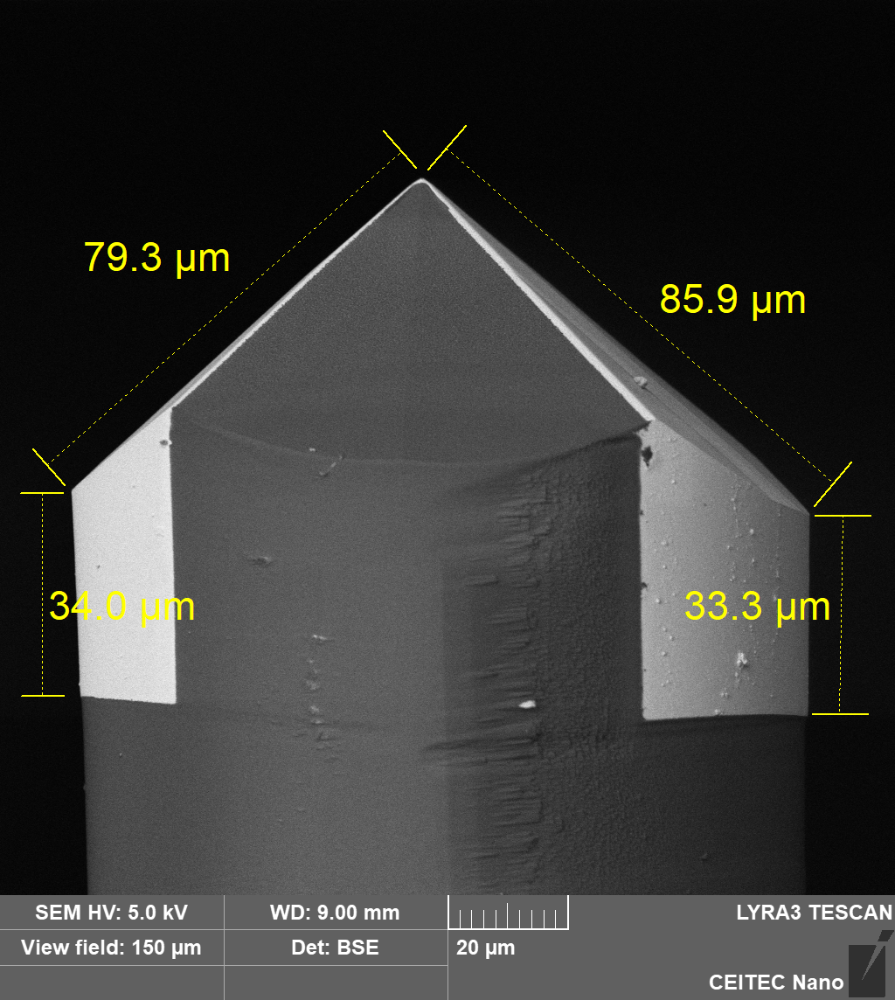 79.3 µm
85.9 µm
34.0 µm
33.3 µm
SEM HV: 5.0 kV
WD: 9.00 mm
LYRA3 TESCAN
View field: 150 µm
Det: BSE
20 µm
CEITEC Nano